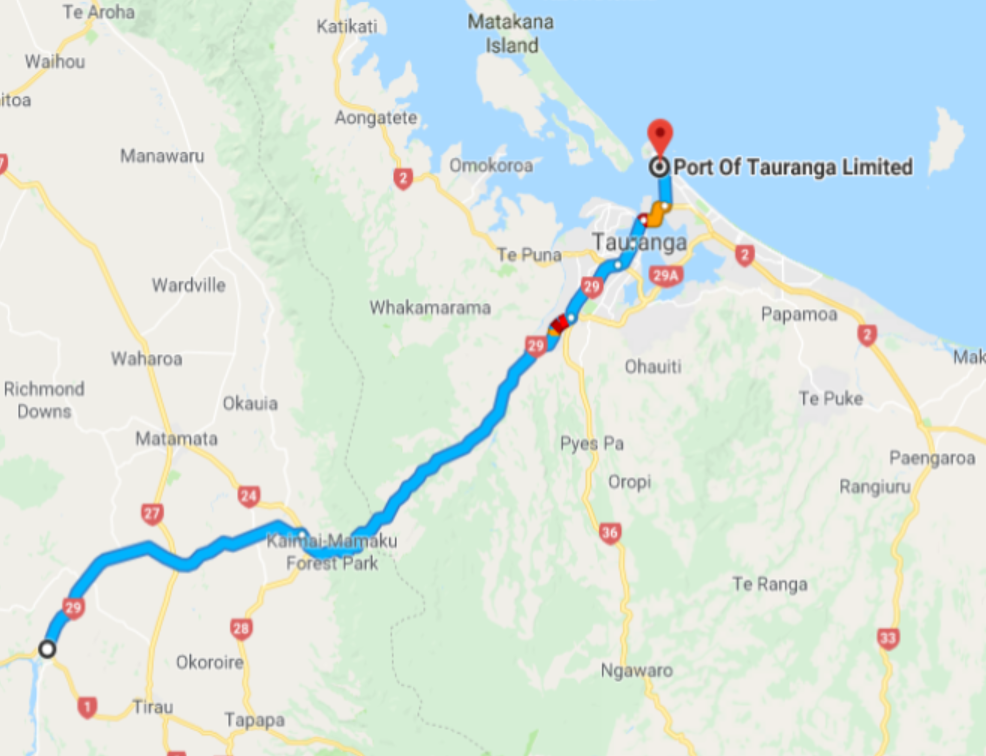 Te Aroha
Katikati
Matakana
Island
Waihou
itoa
Aongatete
Manawaru
2
Omokoroa
Port Of Tauranga Limited
Te Puna
Tauranga
2
29A
29
Wardville
Whakamarama
Papamoa
29
2
Waharoa
Mak
Ohauiti
Richmond
Downs
Okauia
Te Puke
Matamata
Pyes Pa
Paengaroa
Oropi
Rangiuru
24
27
36
Kaimai-Mamaku
Forest Park
Te Ranga
29
28
33
Okoroire
Ngawaro
1
Tirau
Tapapa